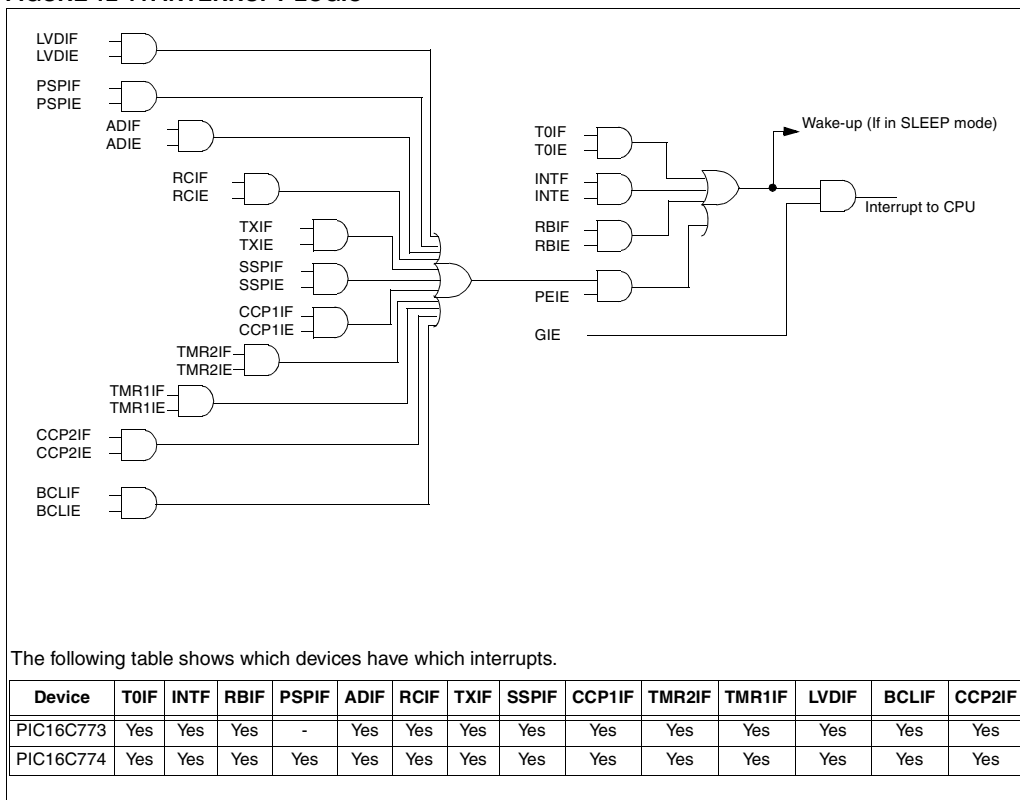 LVDIF
LVDIE
PSPIF
PSPIE
ADIF
ADIE
RCIF
RCIE
TXIF
TXIE
SSPIF
SSPIE
CCP1IF
CCP1IE
TMR2IF
TMR2IE
TMR1IF
TMR1IE
CCP2IF
CCP2IE
BCLIF
BCLIE
T0IF
T0IE
INTF
INTE
RBIF
RBIE
PEIE
GIE
Wake-up (If in SLEEP mode)
Interrupt to CPU
The following table shows which devices have which interrupts.
Device T0IF INTF RBIF PSPIF ADIF RCIF TXIF SSPIF CCP1IF TMR2IF TMR1IF LVDIF BCLIF CCP2IF
PIC16C773 Yes Yes Yes - Yes Yes Yes Yes Yes Yes Yes Yes Yes Yes
PIC16C774 Yes Yes Yes Yes Yes Yes Yes Yes Yes Yes Yes Yes Yes Yes